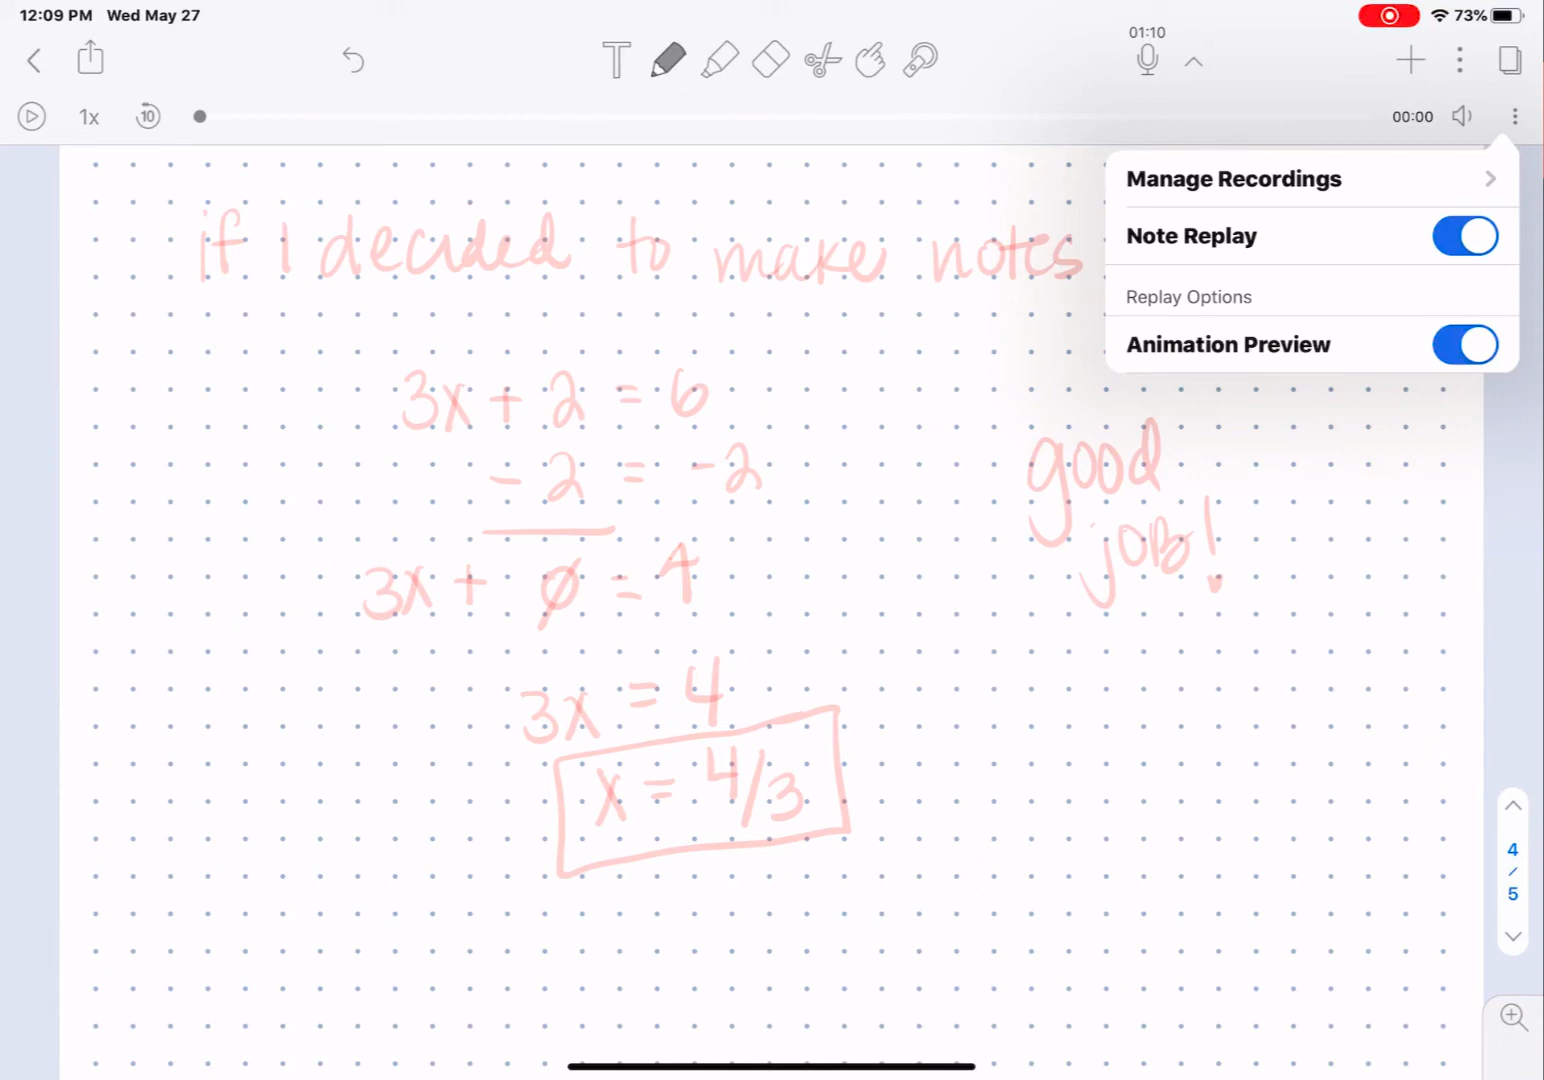 12:09 PM Wed May 27
73%
01:10
T
1x
10
00:00
Manage Recordings
Note Replay
Replay Options
Animation Preview
if I decided to make notes
3x + 2 = 6
- 2 = -2
3x + 0 = 4
3x = 4
x = 4/3
good
job!
4
/
5